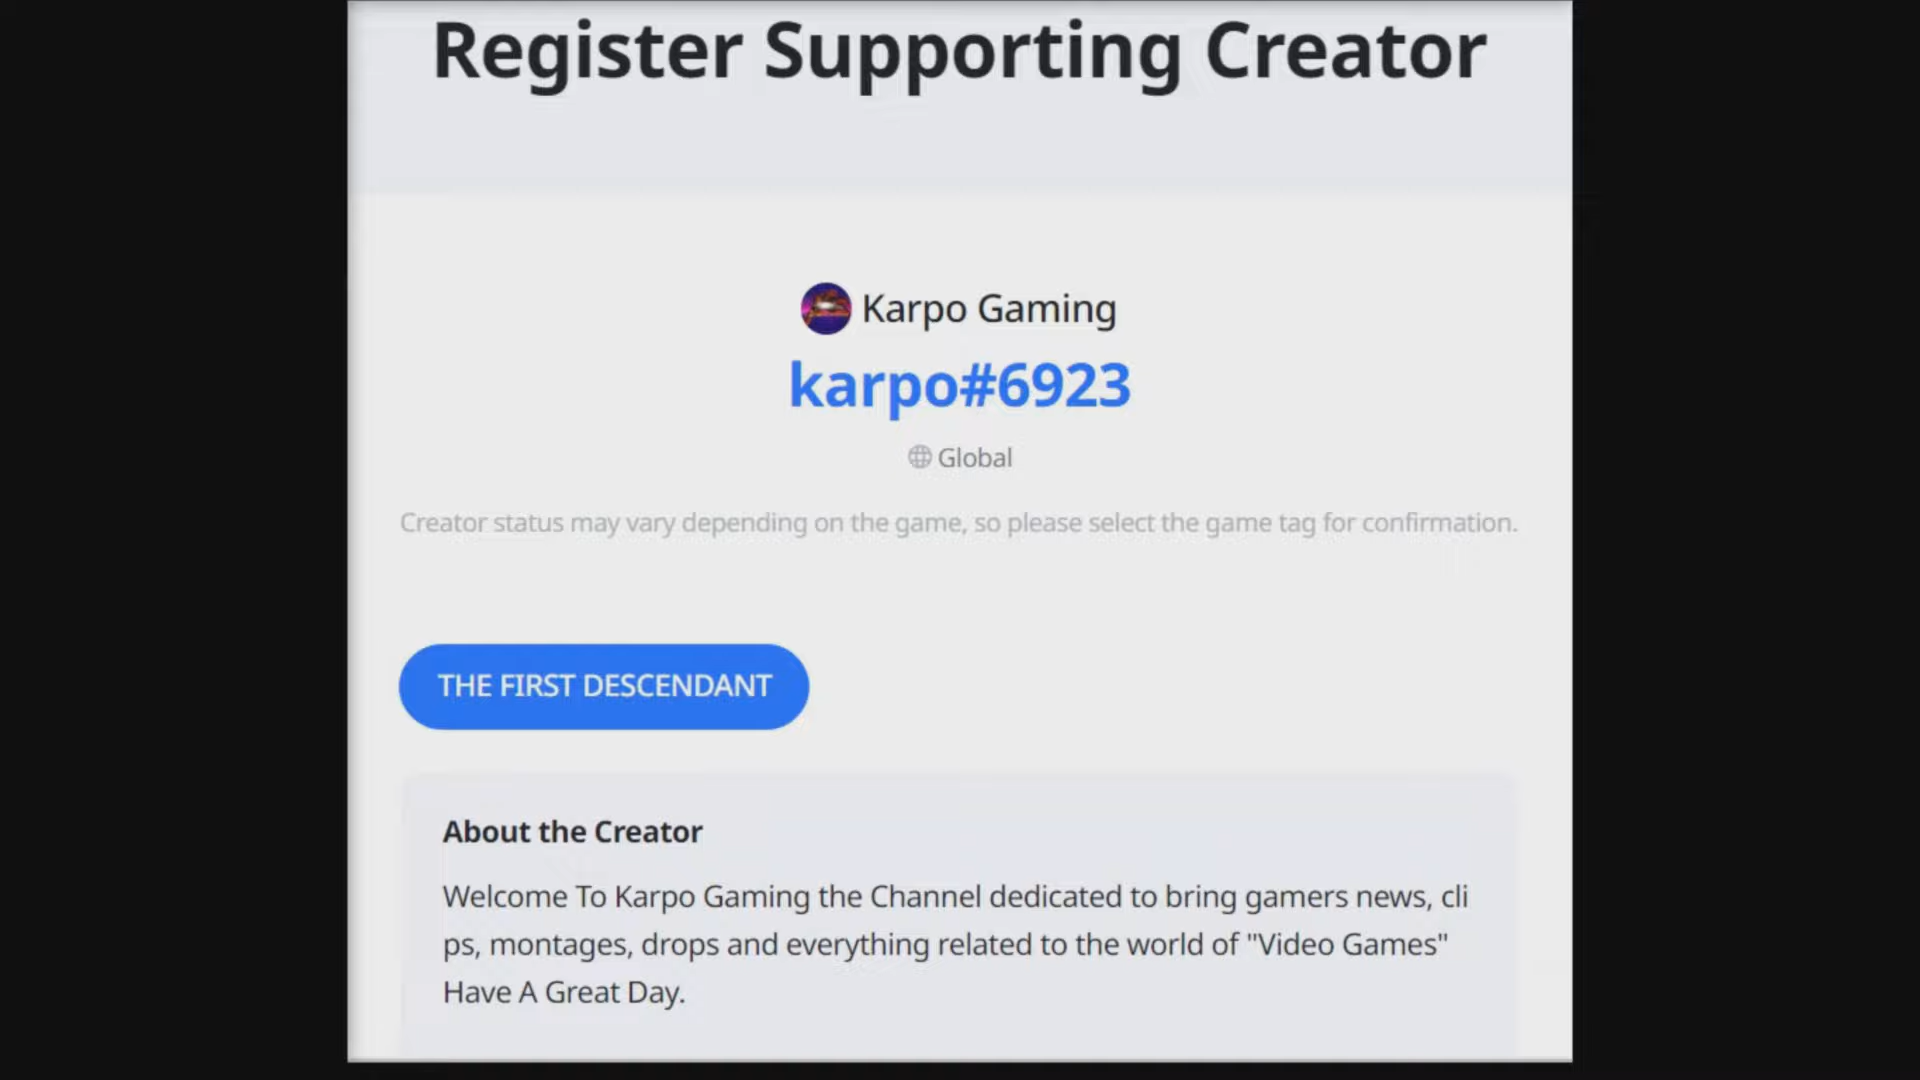 Register Supporting Creator
Karpo Gaming
karpo#6923
Global
Creator status may vary depending on the game, so please select the game tag for confirmation.
THE FIRST DESCENDANT
About the Creator
Welcome To Karpo Gaming the Channel dedicated to bring gamers news, cli
ps, montages, drops and everything related to the world of "Video Games"
Have A Great Day.